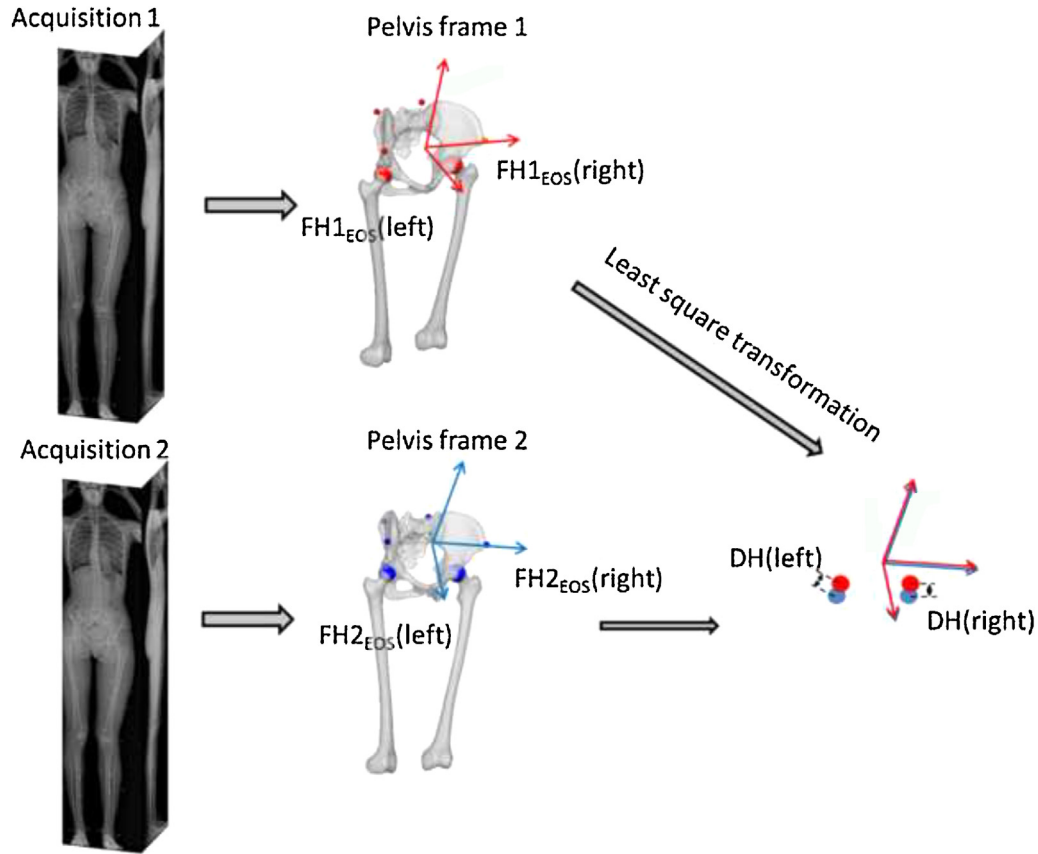 Acquisition 1
Pelvis frame 1
FH1EOS(right)
FH1EOS(left)
Least square transformation
Acquisition 2
Pelvis frame 2
FH2EOS(right)
FH2EOS(left)
DH(left)
DH(right)